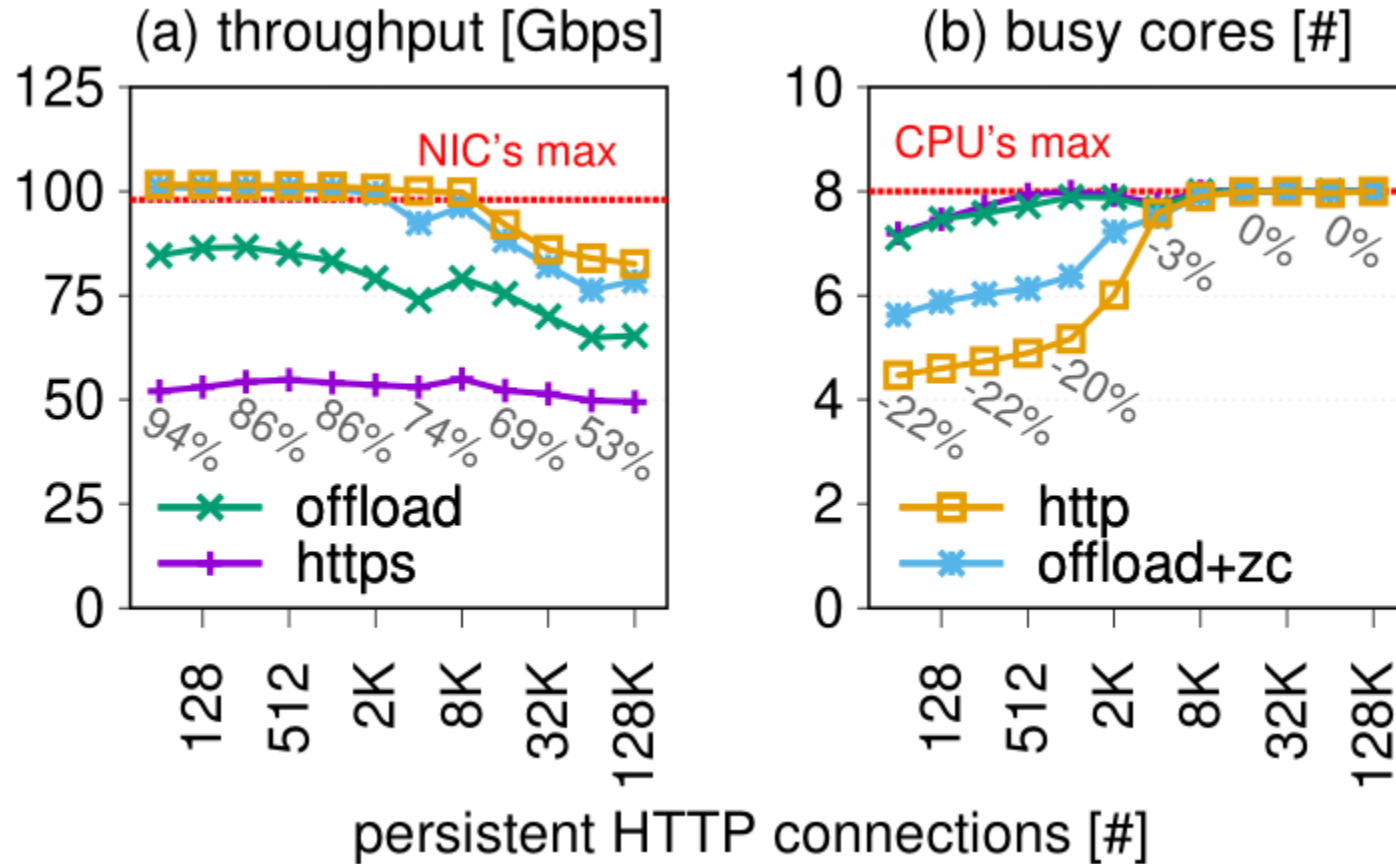 (a) throughput [Gbps]
125
100
75
50
25
0
NIC's max
94%
86%
86%
74%
69%
53%
offload
https
128
512
2K
8K
32K
128K
(b) busy cores [#]
10
8
6
4
2
0
CPU's max
-22%
-22%
-20%
-3%
0%
0%
http
offload+zc
128
512
2K
8K
32K
128K
persistent HTTP connections [#]